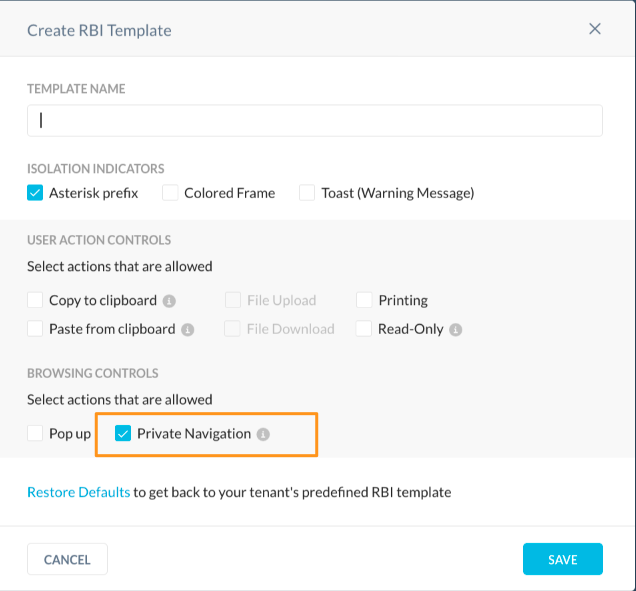 Create RBI Template
TEMPLATE NAME
ISOLATION INDICATORS
Asterisk prefix Colored Frame Toast (Warning Message)
USER ACTION CONTROLS
Select actions that are allowed
Copy to clipboard File Upload Printing
Paste from clipboard File Download Read-Only
BROWSING CONTROLS
Select actions that are allowed
Pop up Private Navigation
Restore Defaults to get back to your tenant's predefined RBI template
CANCEL SAVE